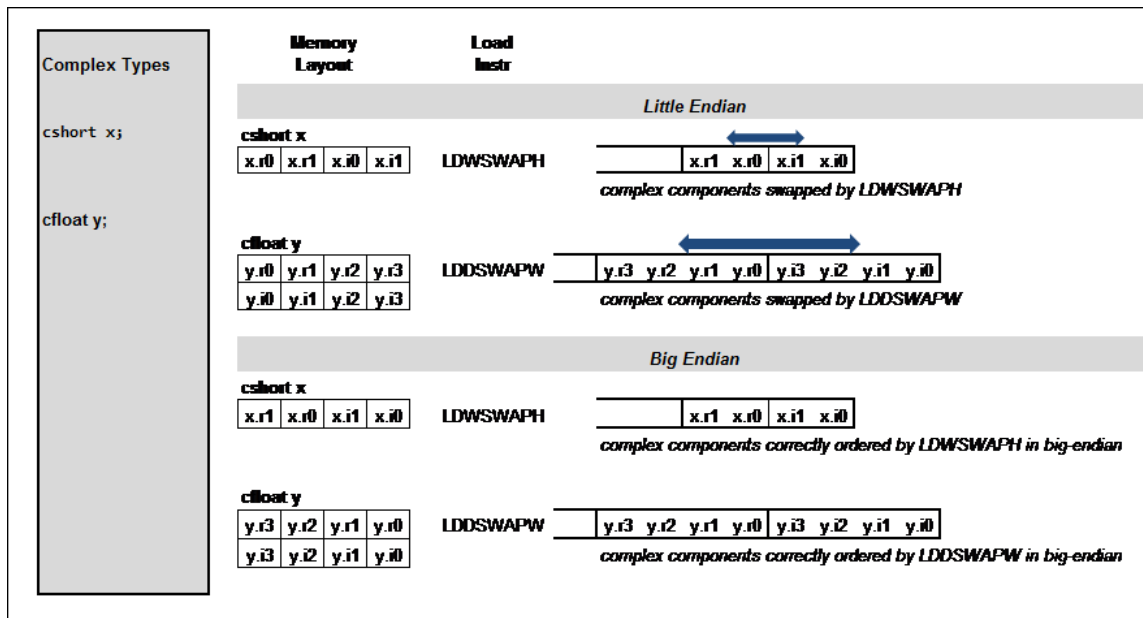 Complex Types
cshort x;
cfloat y;
Memory Layout
Load Instr
Little Endian
cshort x
x.r0 x.r1 x.i0 x.i1
LDWSWAPH
x.r1 x.r0 x.i1 x.i0
complex components swapped by LDWSWAPH
cfloat y
y.r0 y.r1 y.r2 y.r3
y.i0 y.i1 y.i2 y.i3
LDDSWAPW
y.r3 y.r2 y.r1 y.r0 y.i3 y.i2 y.i1 y.i0
complex components swapped by LDDSWAPW
Big Endian
cshort x
x.r1 x.r0 x.i1 x.i0
LDWSWAPH
x.r1 x.r0 x.i1 x.i0
complex components correctly ordered by LDWSWAPH in big-endian
cfloat y
y.r3 y.r2 y.r1 y.r0
y.i3 y.i2 y.i1 y.i0
LDDSWAPW
y.r3 y.r2 y.r1 y.r0 y.i3 y.i2 y.i1 y.i0
complex components correctly ordered by LDDSWAPW in big-endian